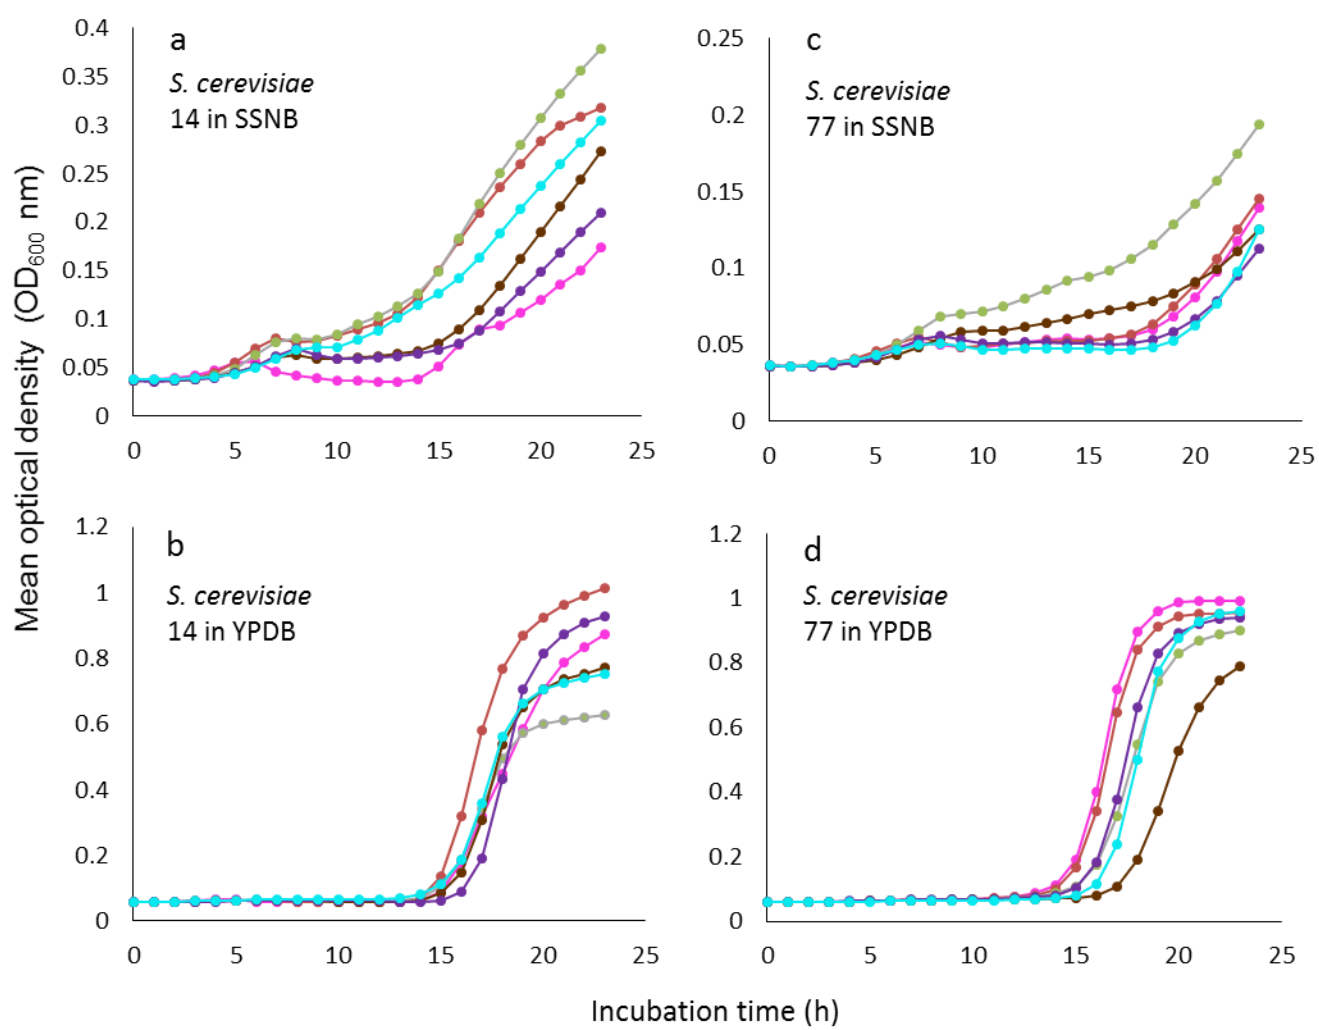 Mean optical density (OD600 nm)
a
S. cerevisiae
14 in SSNB
0.4
0.35
0.3
0.25
0.2
0.15
0.1
0.05
0
0 5 10 15 20 25
c
S. cerevisiae
77 in SSNB
0.25
0.2
0.15
0.1
0.05
0
0 5 10 15 20 25
b
S. cerevisiae
14 in YPDB
1.2
1
0.8
0.6
0.4
0.2
0
0 5 10 15 20 25
d
S. cerevisiae
77 in YPDB
1.2
1
0.8
0.6
0.4
0.2
0
0 5 10 15 20 25
Incubation time (h)